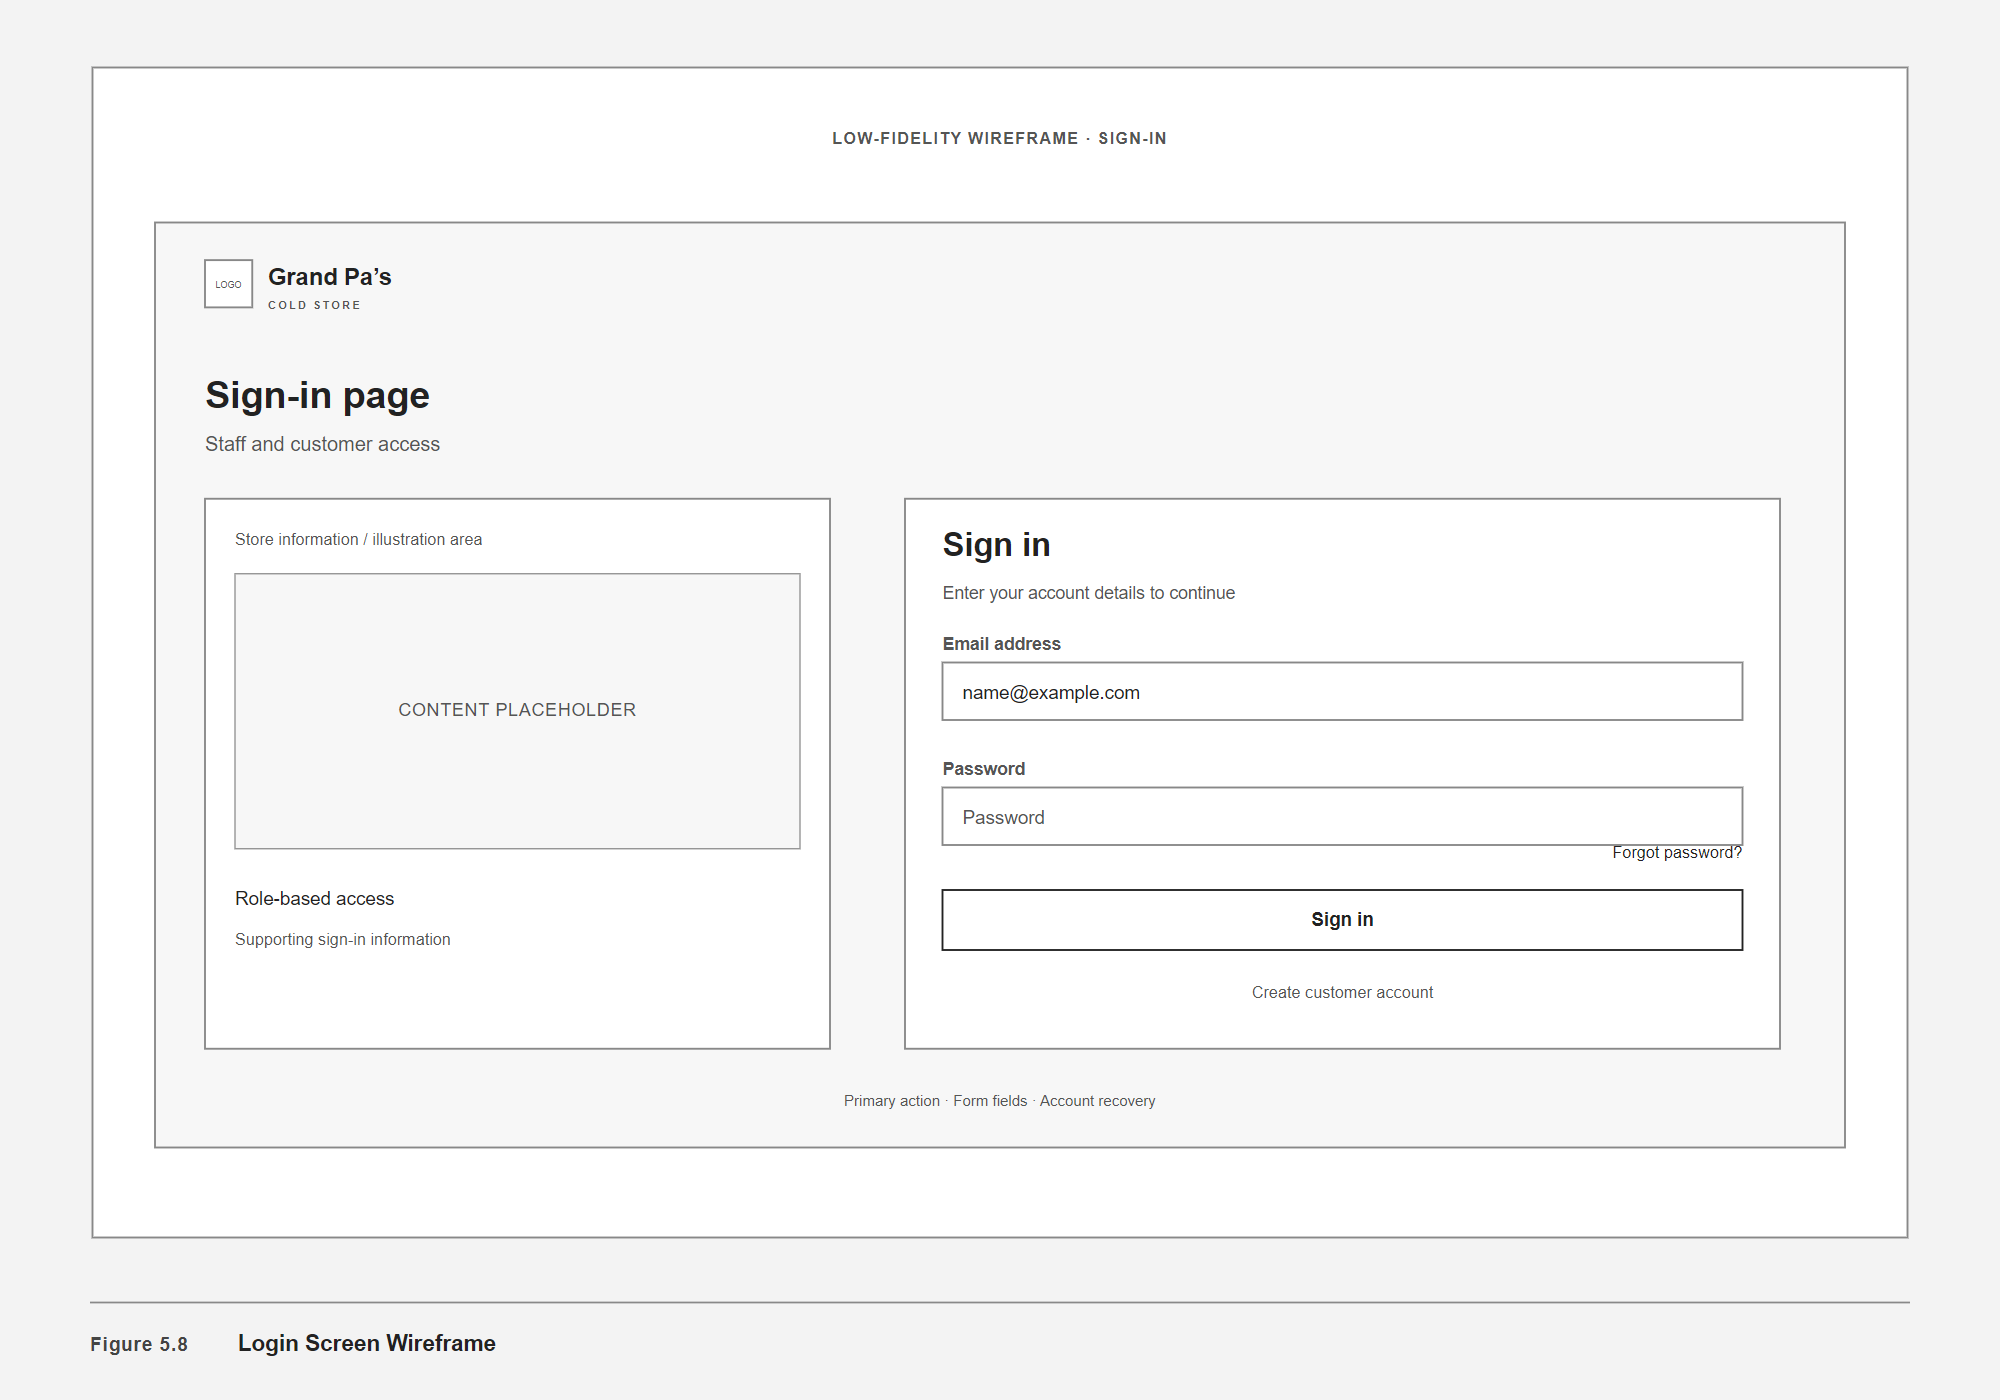 LOW-FIDELITY WIREFRAME · SIGN-IN
LOGO
Grand Pa’s
COLD STORE
Sign-in page
Staff and customer access
Store information / illustration area
CONTENT PLACEHOLDER
Role-based access
Supporting sign-in information
Sign in
Enter your account details to continue
Email address
name@example.com
Password
Password
Forgot password?
Sign in
Create customer account
Primary action · Form fields · Account recovery
Figure 5.8 Login Screen Wireframe